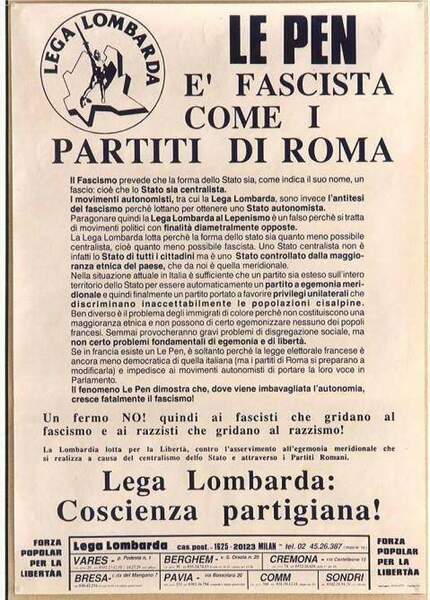 LEGA LOMBARDA
LE PEN
E' FASCISTA
COME I
PARTITI DI ROMA
Il Fascismo prevede che la forma dello Stato sia, come indica il suo nome, un
fascio: cioè che lo Stato sia centralista.
I movimenti autonomisti, tra cui la Lega Lombarda, sono invece l'antitesi
del fascismo perchè lottano per ottenere uno Stato autonomista.
Paragonare quindi la Lega Lombarda al Lepenismo è un falso perchè si tratta
di movimenti politici con finalità diametralmente opposte.
La Lega Lombarda lotta perchè la forma dello stato sia quanto meno possibile
centralista, cioè quanto meno possibile fascista. Uno Stato centralista non è
infatti lo Stato di tutti i cittadini ma è uno Stato controllato dalla maggio-
ranza etnica del paese, che da noi è quella meridionale.
Nella situazione attuale in Italia è sufficiente che un partito sia esteso sull'intero
territorio dello Stato per essere automaticamente un partito a egemonia meri-
dionale e quindi finalmente un partito portato a favorire privilegi unilaterali che
discriminano inaccettabilmente le popolazioni cisalpine.
Ben diverso è il problema degli immigrati di colore perchè non costituiscono una
maggioranza etnica e non possono di certo egemonizzare nessuno dei popoli
francesi. Semmai provocheranno gravi problemi di disgregazione sociale, ma
non certo problemi fondamentali di egemonia e di libertà.
Se in francia esiste un Le Pen, è soltanto perchè la legge elettorale francese è
ancora meno democratica di quella italiana (ma i partiti di Roma si preparano a
modificarla) e impedisce ai movimenti autonomisti di portare la loro voce in
Parlamento.
Il fenomeno Le Pen dimostra che, dove viene imbavagliata l'autonomia,
cresce fatalmente il fascismo!
Un fermo NO! quindi ai fascisti che gridano al
fascismo e ai razzisti che gridano al razzismo!
La Lega Lombarda lotta per la Libertà, contro l'asservimento all'egemonia meridionale che
si realizza a causa del centralismo dello Stato e attraverso i Partiti Romani.
Lega Lombarda:
Coscienza partigiana!
FORZA
POPOLAR
PER LA
LIBERTÀA
Lega Lombarda cas. post. - 1625 - 20123 MILAN - tel. 02 45.26.387
VARES - p. Podestà n. 1
BERGHEM - v. S. Orsola n. 20
CREMONA - via Castelleone
BRESA - PAVIA - via Bossolaro 20
COMM
SONDRI
FORZA
POPOLAR
PER LA
LIBERTÀA